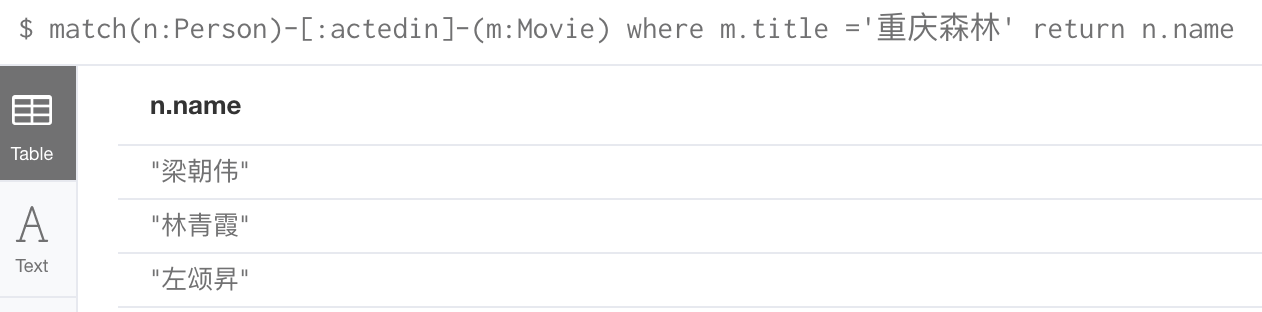 $ match(n:Person)-[:actedin]-(m:Movie) where m.title ='重庆森林' return n.name
n.name
Table
"梁朝伟"
"林青霞"
A
Text
"左颂昇"